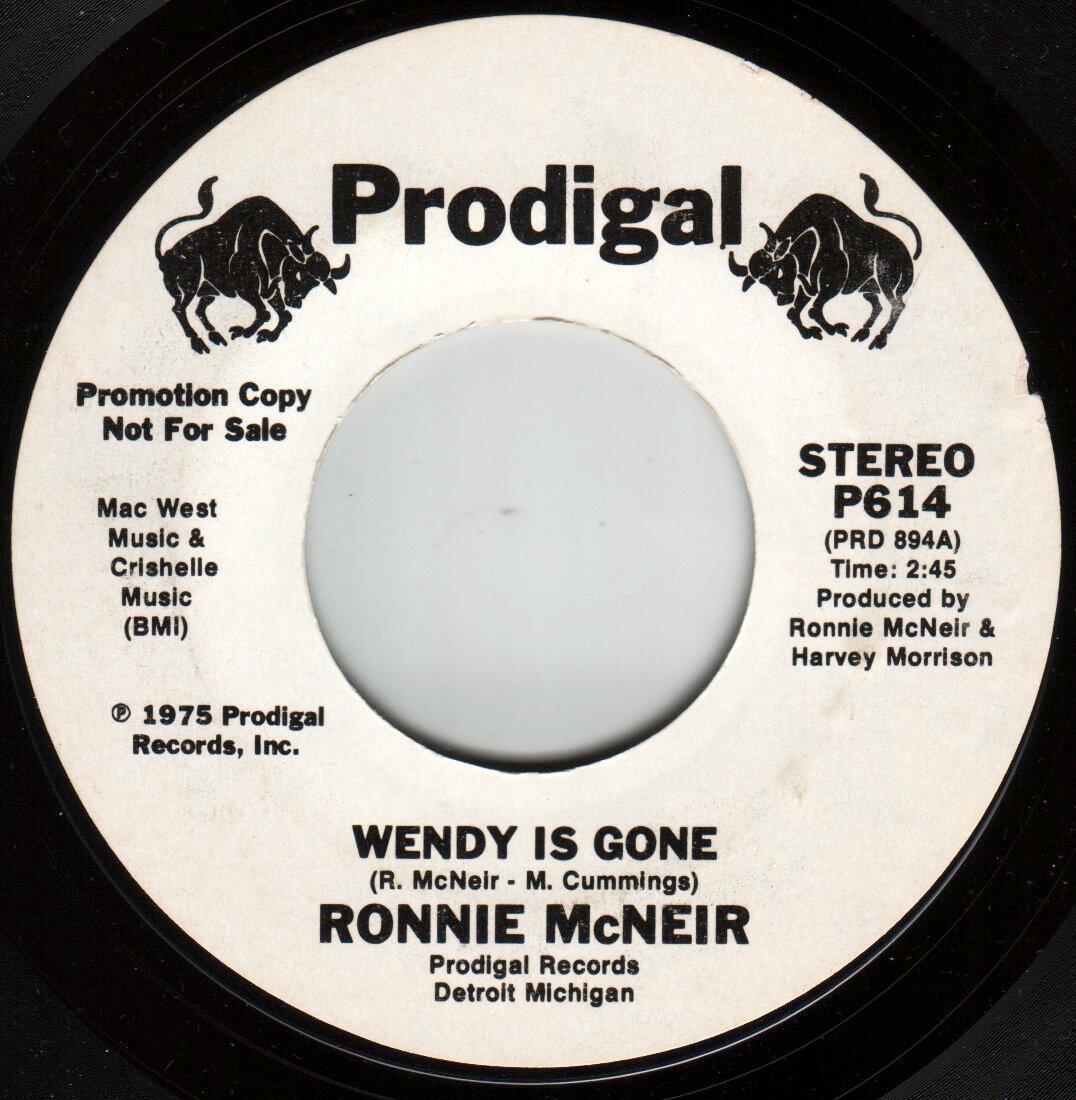 Prodigal
Promotion Copy
Not For Sale
Mac West
Music &
Crishelle
Music
(BMI)
℗ 1975 Prodigal
Records, Inc.
STEREO
P614
(PRD 894A)
Time: 2:45
Produced by
Ronnie McNeir &
Harvey Morrison
WENDY IS GONE
(R. McNeir - M. Cummings)
RONNIE McNEIR
Prodigal Records
Detroit Michigan